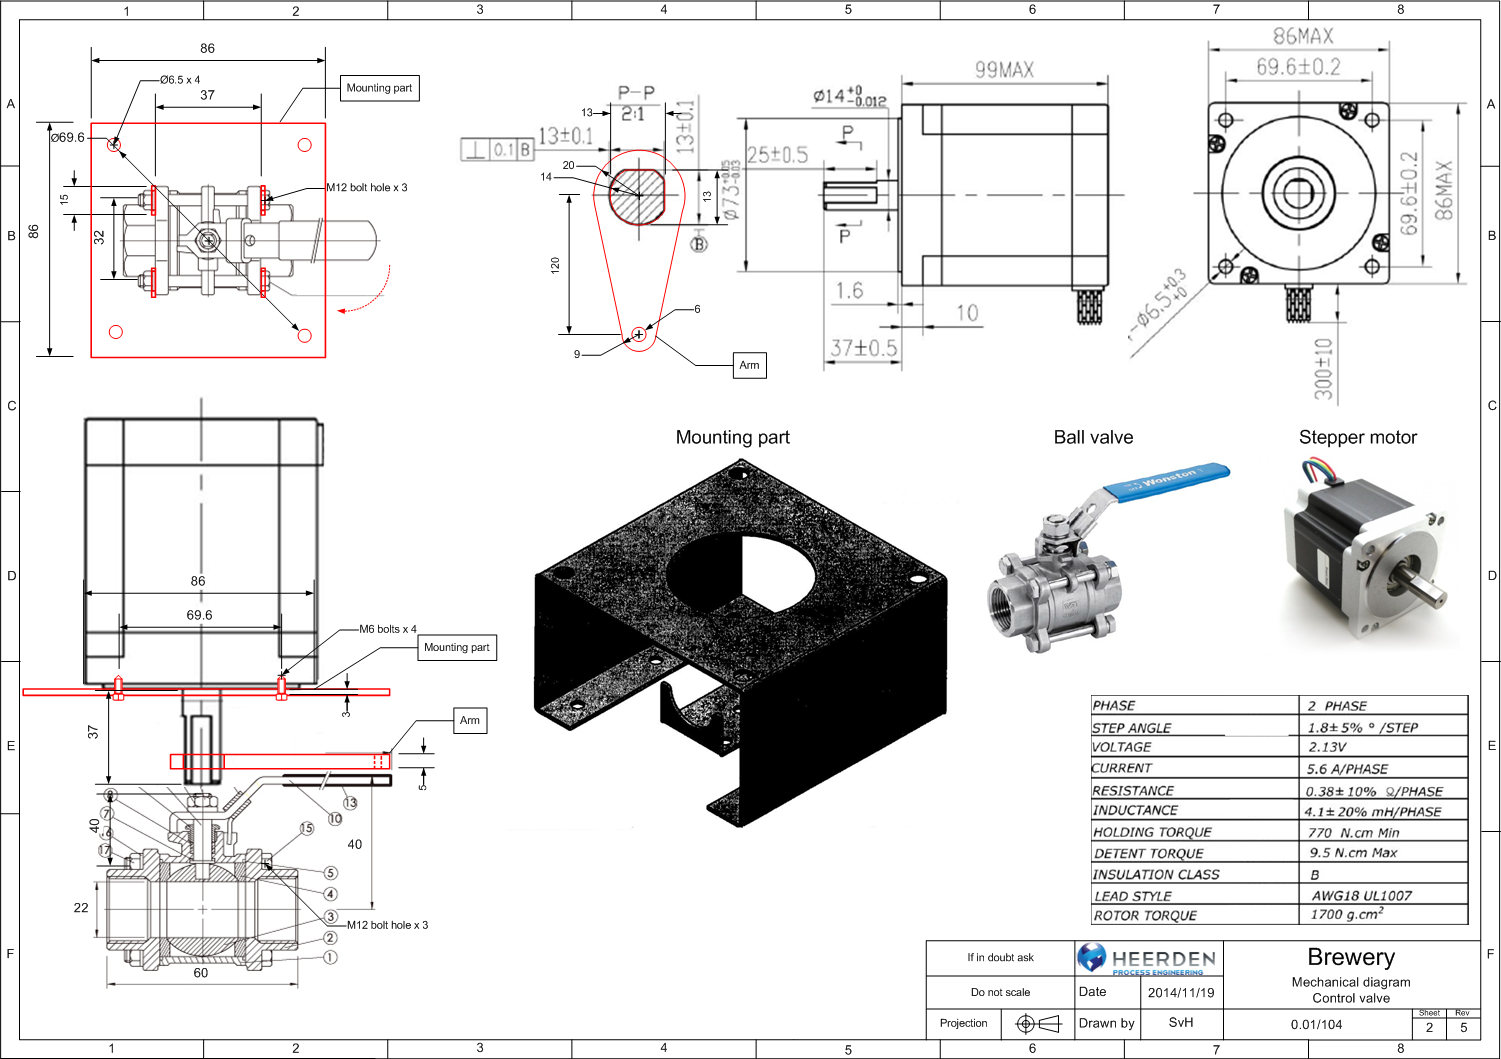 1 2 3 4 5 6 7 8
A
B
C
D
E
F
86
Ø6.5 x 4
Mounting part
37
Ø69.6
M12 bolt hole x 3
15
86
32
P-P
2:1
13
13±0.1
13±0.1
⊥ 0.1 B
20
14
13
B
120
6
9
Arm
99MAX
Ø14 +0 -0.012
P
25±0.5
Ø73 +0.05 -0.03
P
1.6
10
37±0.5
86MAX
69.6±0.2
69.6±0.2
86MAX
-Ø6.5 +0.3 +0
300±10
86
69.6
M6 bolts x 4
Mounting part
3
37
Arm
5
40
7
17
13
10
15
40
5
4
3
2
1
22
M12 bolt hole x 3
60
Mounting part
Ball valve
Wonston
Stepper motor
PHASE 2 PHASE
STEP ANGLE 1.8±5% ° /STEP
VOLTAGE 2.13V
CURRENT 5.6 A/PHASE
RESISTANCE 0.38±10% Ω/PHASE
INDUCTANCE 4.1±20% mH/PHASE
HOLDING TORQUE 770 N.cm Min
DETENT TORQUE 9.5 N.cm Max
INSULATION CLASS B
LEAD STYLE AWG18 UL1007
ROTOR TORQUE 1700 g.cm²
If in doubt ask
HEERDEN
PROCESS ENGINEERING
Brewery
Mechanical diagram
Control valve
Do not scale
Date 2014/11/19
Projection
Drawn by SvH
0.01/104
Sheet Rev
2 5
A
B
C
D
E
F
1 2 3 4 5 6 7 8